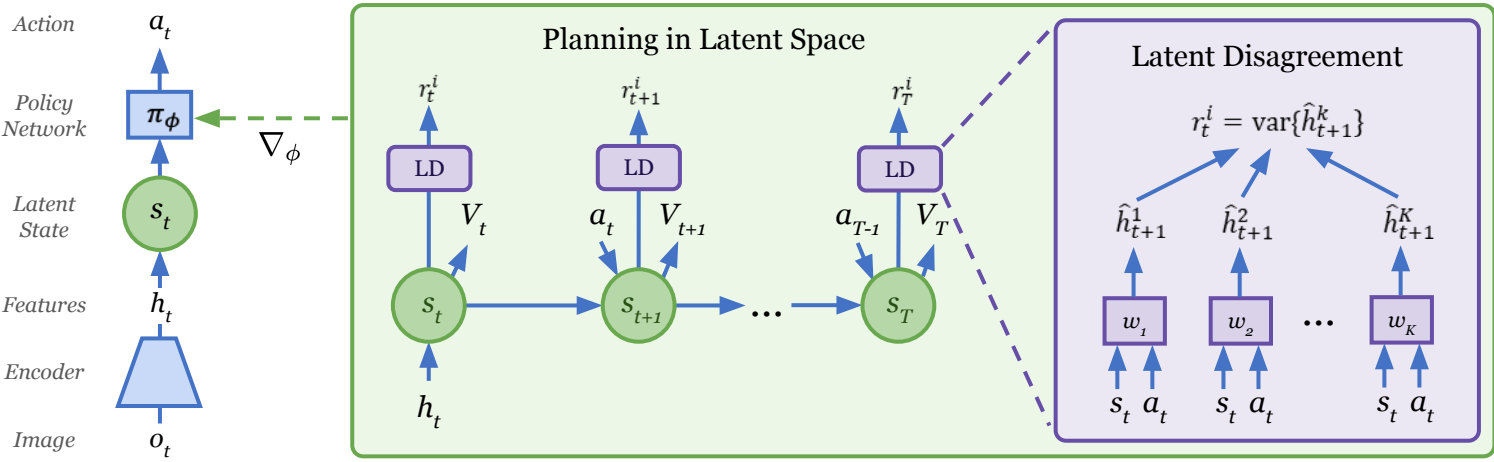 Action
a_t
Policy
Network
π_ϕ
∇_ϕ
Latent
State
s_t
Features
h_t
Encoder
Image
o_t
Planning in Latent Space
r_t^i
r_{t+1}^i
r_T^i
LD
LD
LD
V_t
a_t
V_{t+1}
a_{T-1}
V_T
s_t
s_{t+1}
...
s_T
h_t
Latent Disagreement
r_t^i = var{ĥ_{t+1}^k}
ĥ_{t+1}^1
ĥ_{t+1}^2
ĥ_{t+1}^K
w_1
w_2
...
w_K
s_t a_t
s_t a_t
s_t a_t